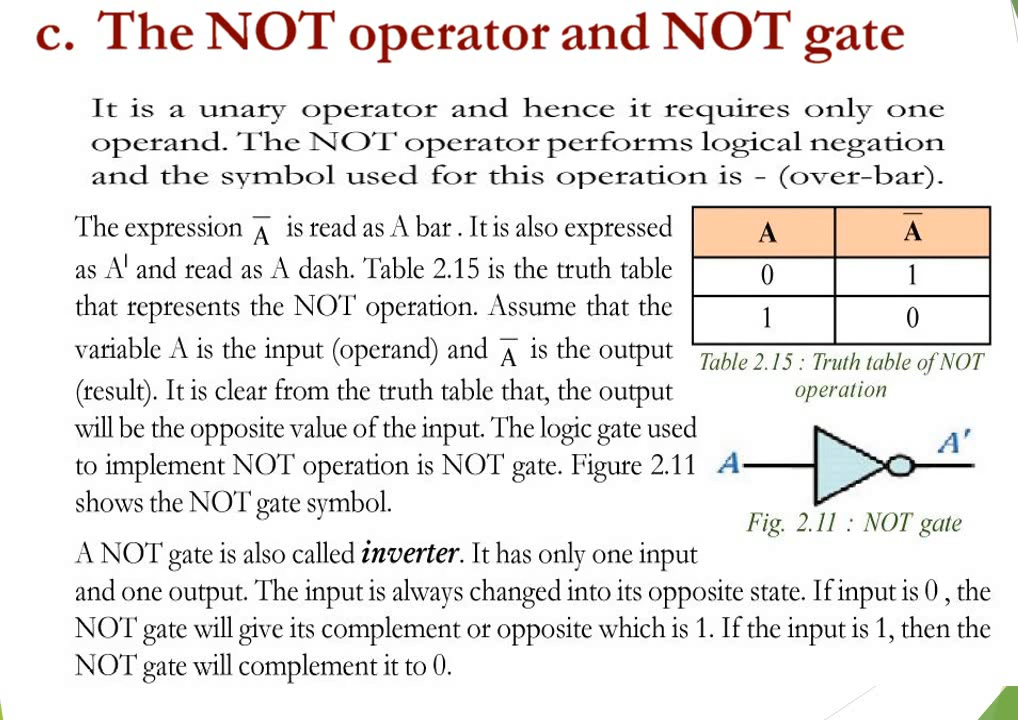 c. The NOT operator and NOT gate
It is a unary operator and hence it requires only one
operand. The NOT operator performs logical negation
and the symbol used for this operation is - (over-bar).
The expression A̅ is read as A bar . It is also expressed
as A' and read as A dash. Table 2.15 is the truth table
that represents the NOT operation. Assume that the
variable A is the input (operand) and A̅ is the output
(result). It is clear from the truth table that, the output
will be the opposite value of the input. The logic gate used
to implement NOT operation is NOT gate. Figure 2.11
shows the NOT gate symbol.
A A̅
0 1
1 0
Table 2.15 : Truth table of NOT
operation
A A'
Fig. 2.11 : NOT gate
A NOT gate is also called inverter. It has only one input
and one output. The input is always changed into its opposite state. If input is 0 , the
NOT gate will give its complement or opposite which is 1. If the input is 1, then the
NOT gate will complement it to 0.